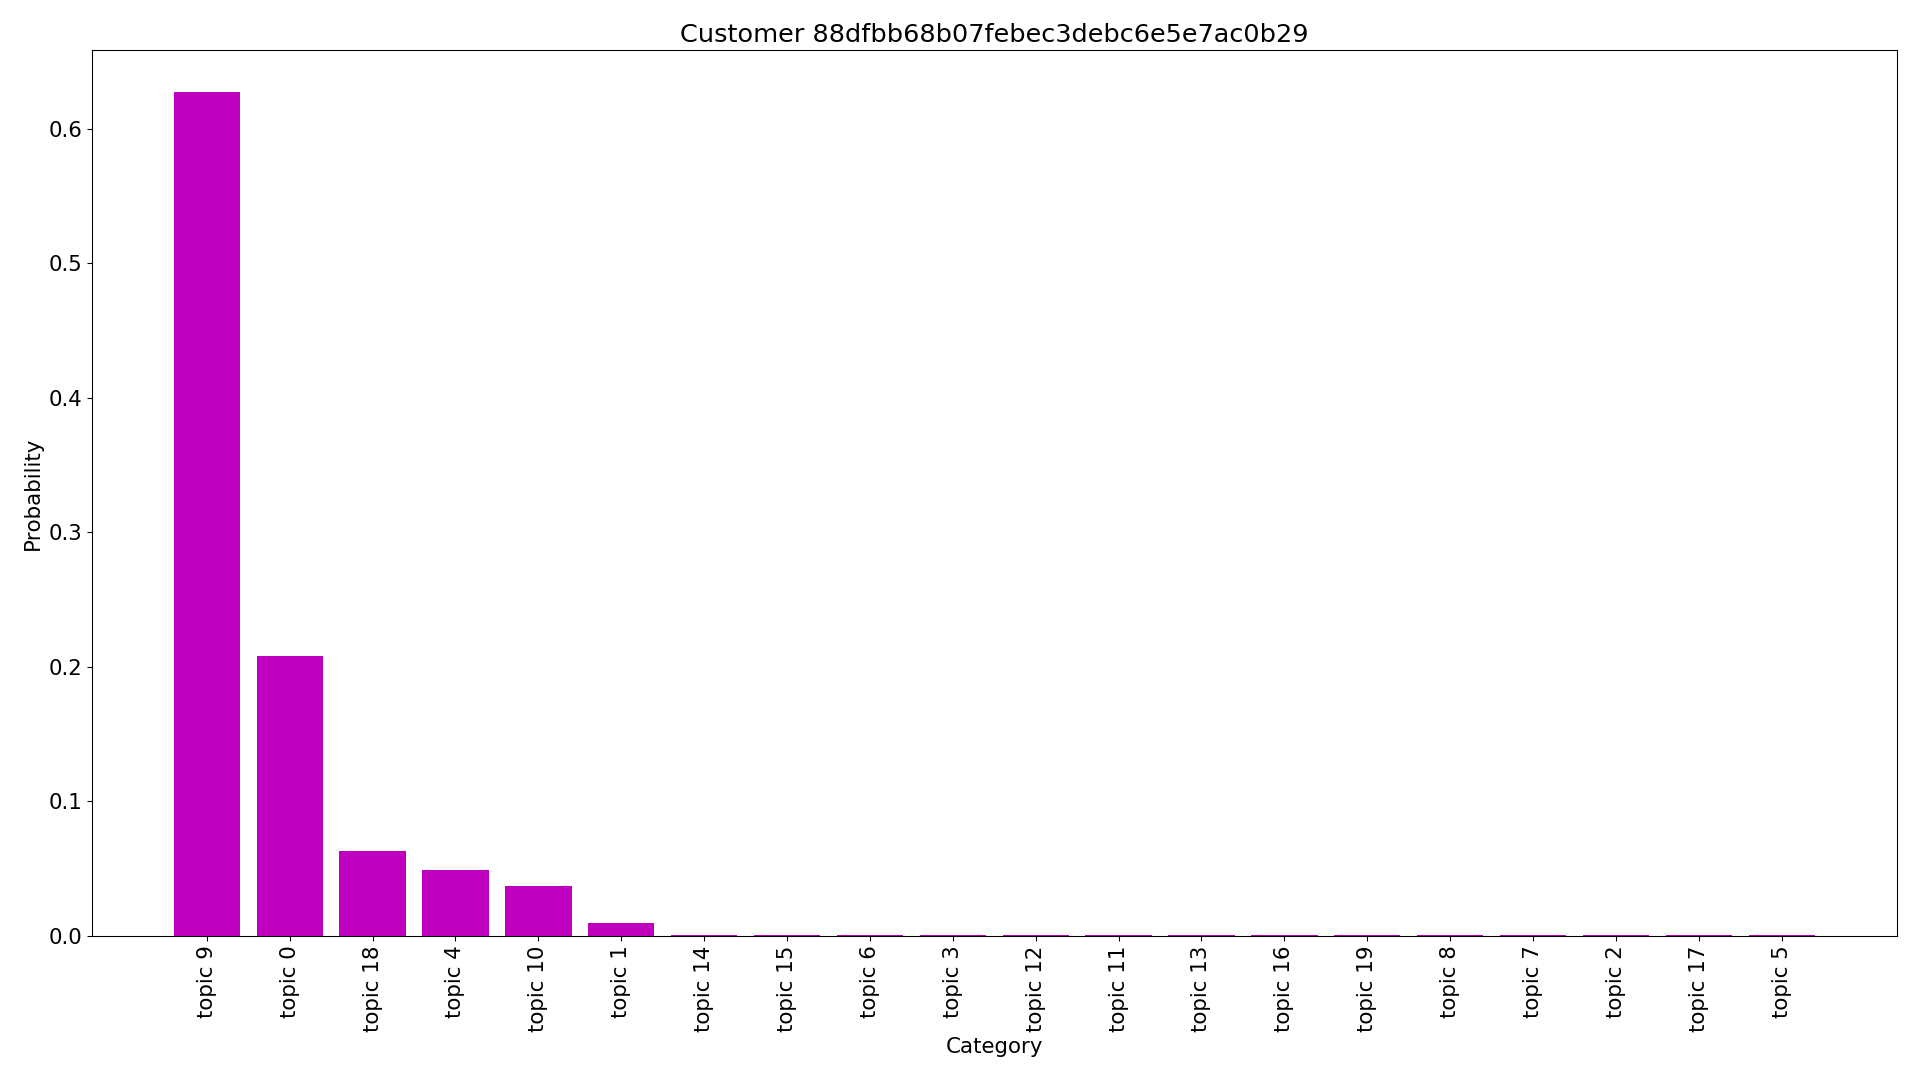 Customer 88dfbb68b07febec3debc6e5e7ac0b29
Probability
0.6
0.5
0.4
0.3
0.2
0.1
0.0
topic 9
topic 0
topic 18
topic 4
topic 10
topic 1
topic 14
topic 15
topic 6
topic 3
topic 12
topic 11
topic 13
topic 16
topic 19
topic 8
topic 7
topic 2
topic 17
topic 5
Category